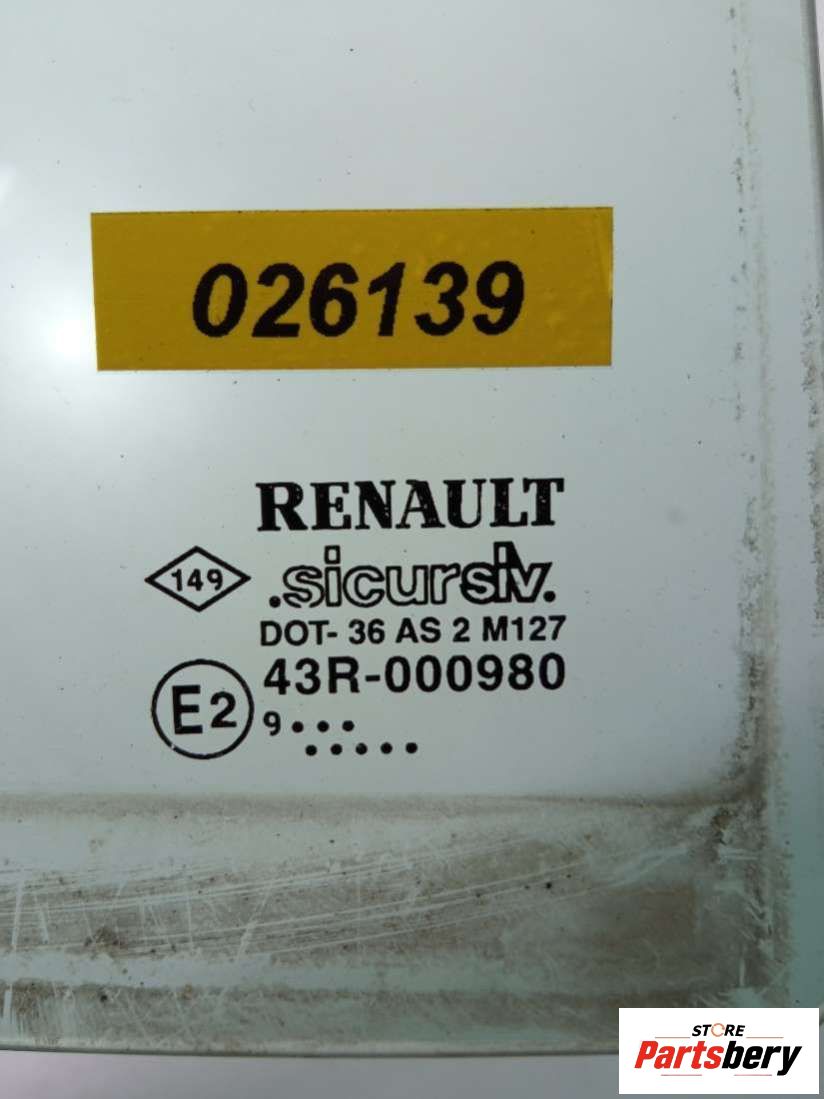 026139
RENAULT
149 .sicursiv.
DOT- 36 AS 2 M127
E2 43R-000980
9••••
•••••
STORE
Partsbery